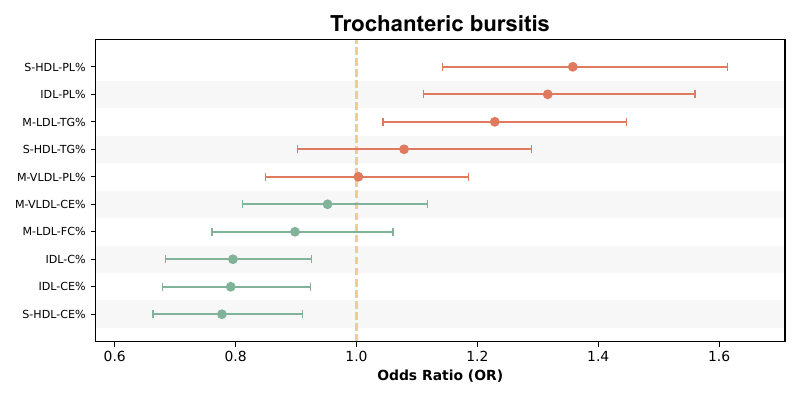 Trochanteric bursitis
S-HDL-PL%
IDL-PL%
M-LDL-TG%
S-HDL-TG%
M-VLDL-PL%
M-VLDL-CE%
M-LDL-FC%
IDL-C%
IDL-CE%
S-HDL-CE%
0.6 0.8 1.0 1.2 1.4 1.6
Odds Ratio (OR)